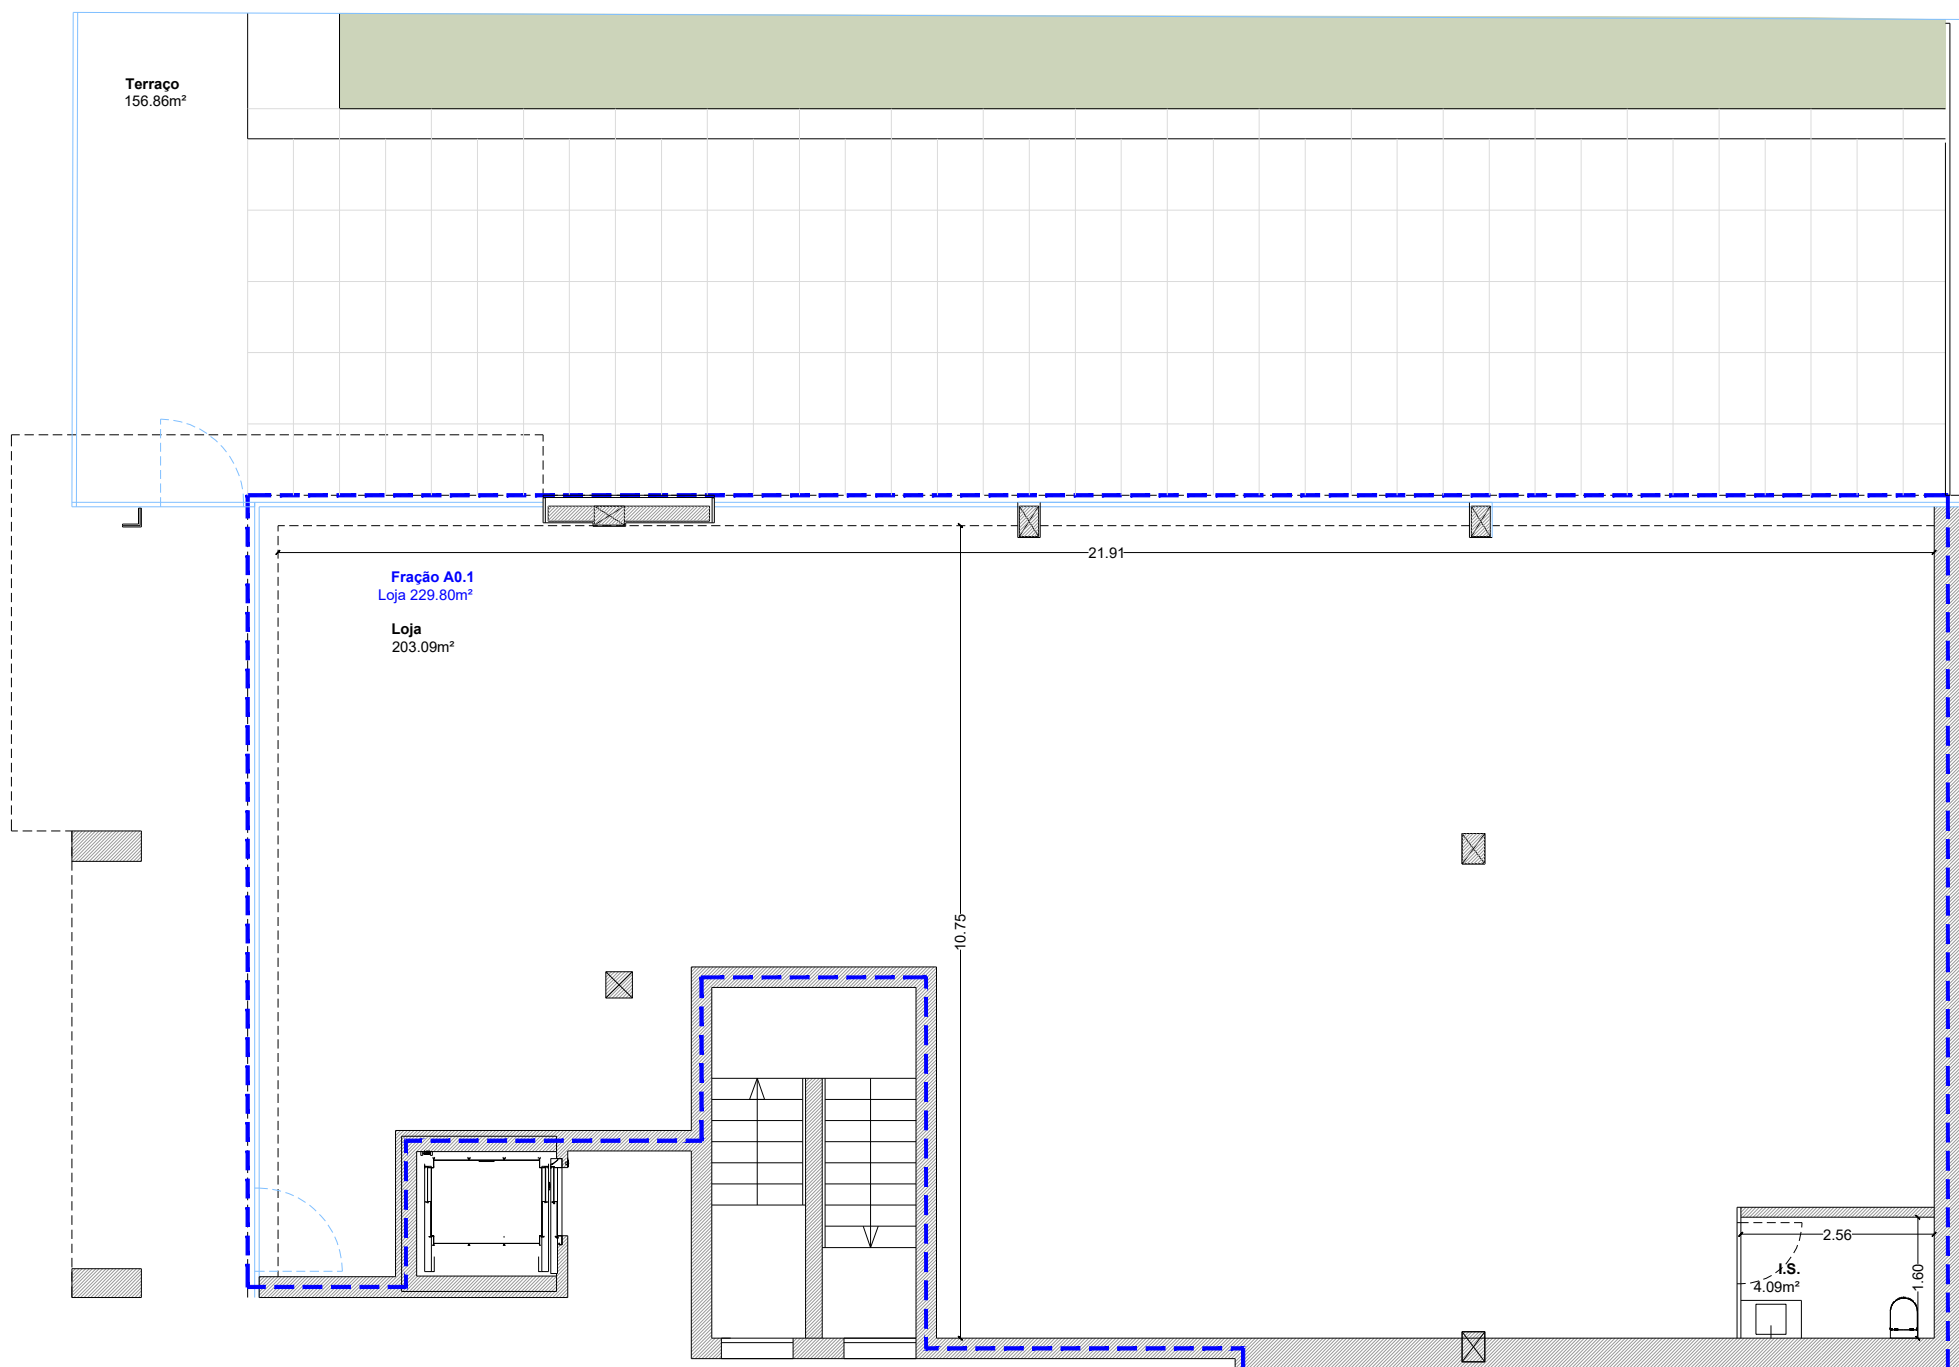 Terraço
156.86m²
21.91
Fração A0.1
Loja 229.80m²
Loja
203.09m²
10.75
2.56
I.S.
4.09m²
1.60